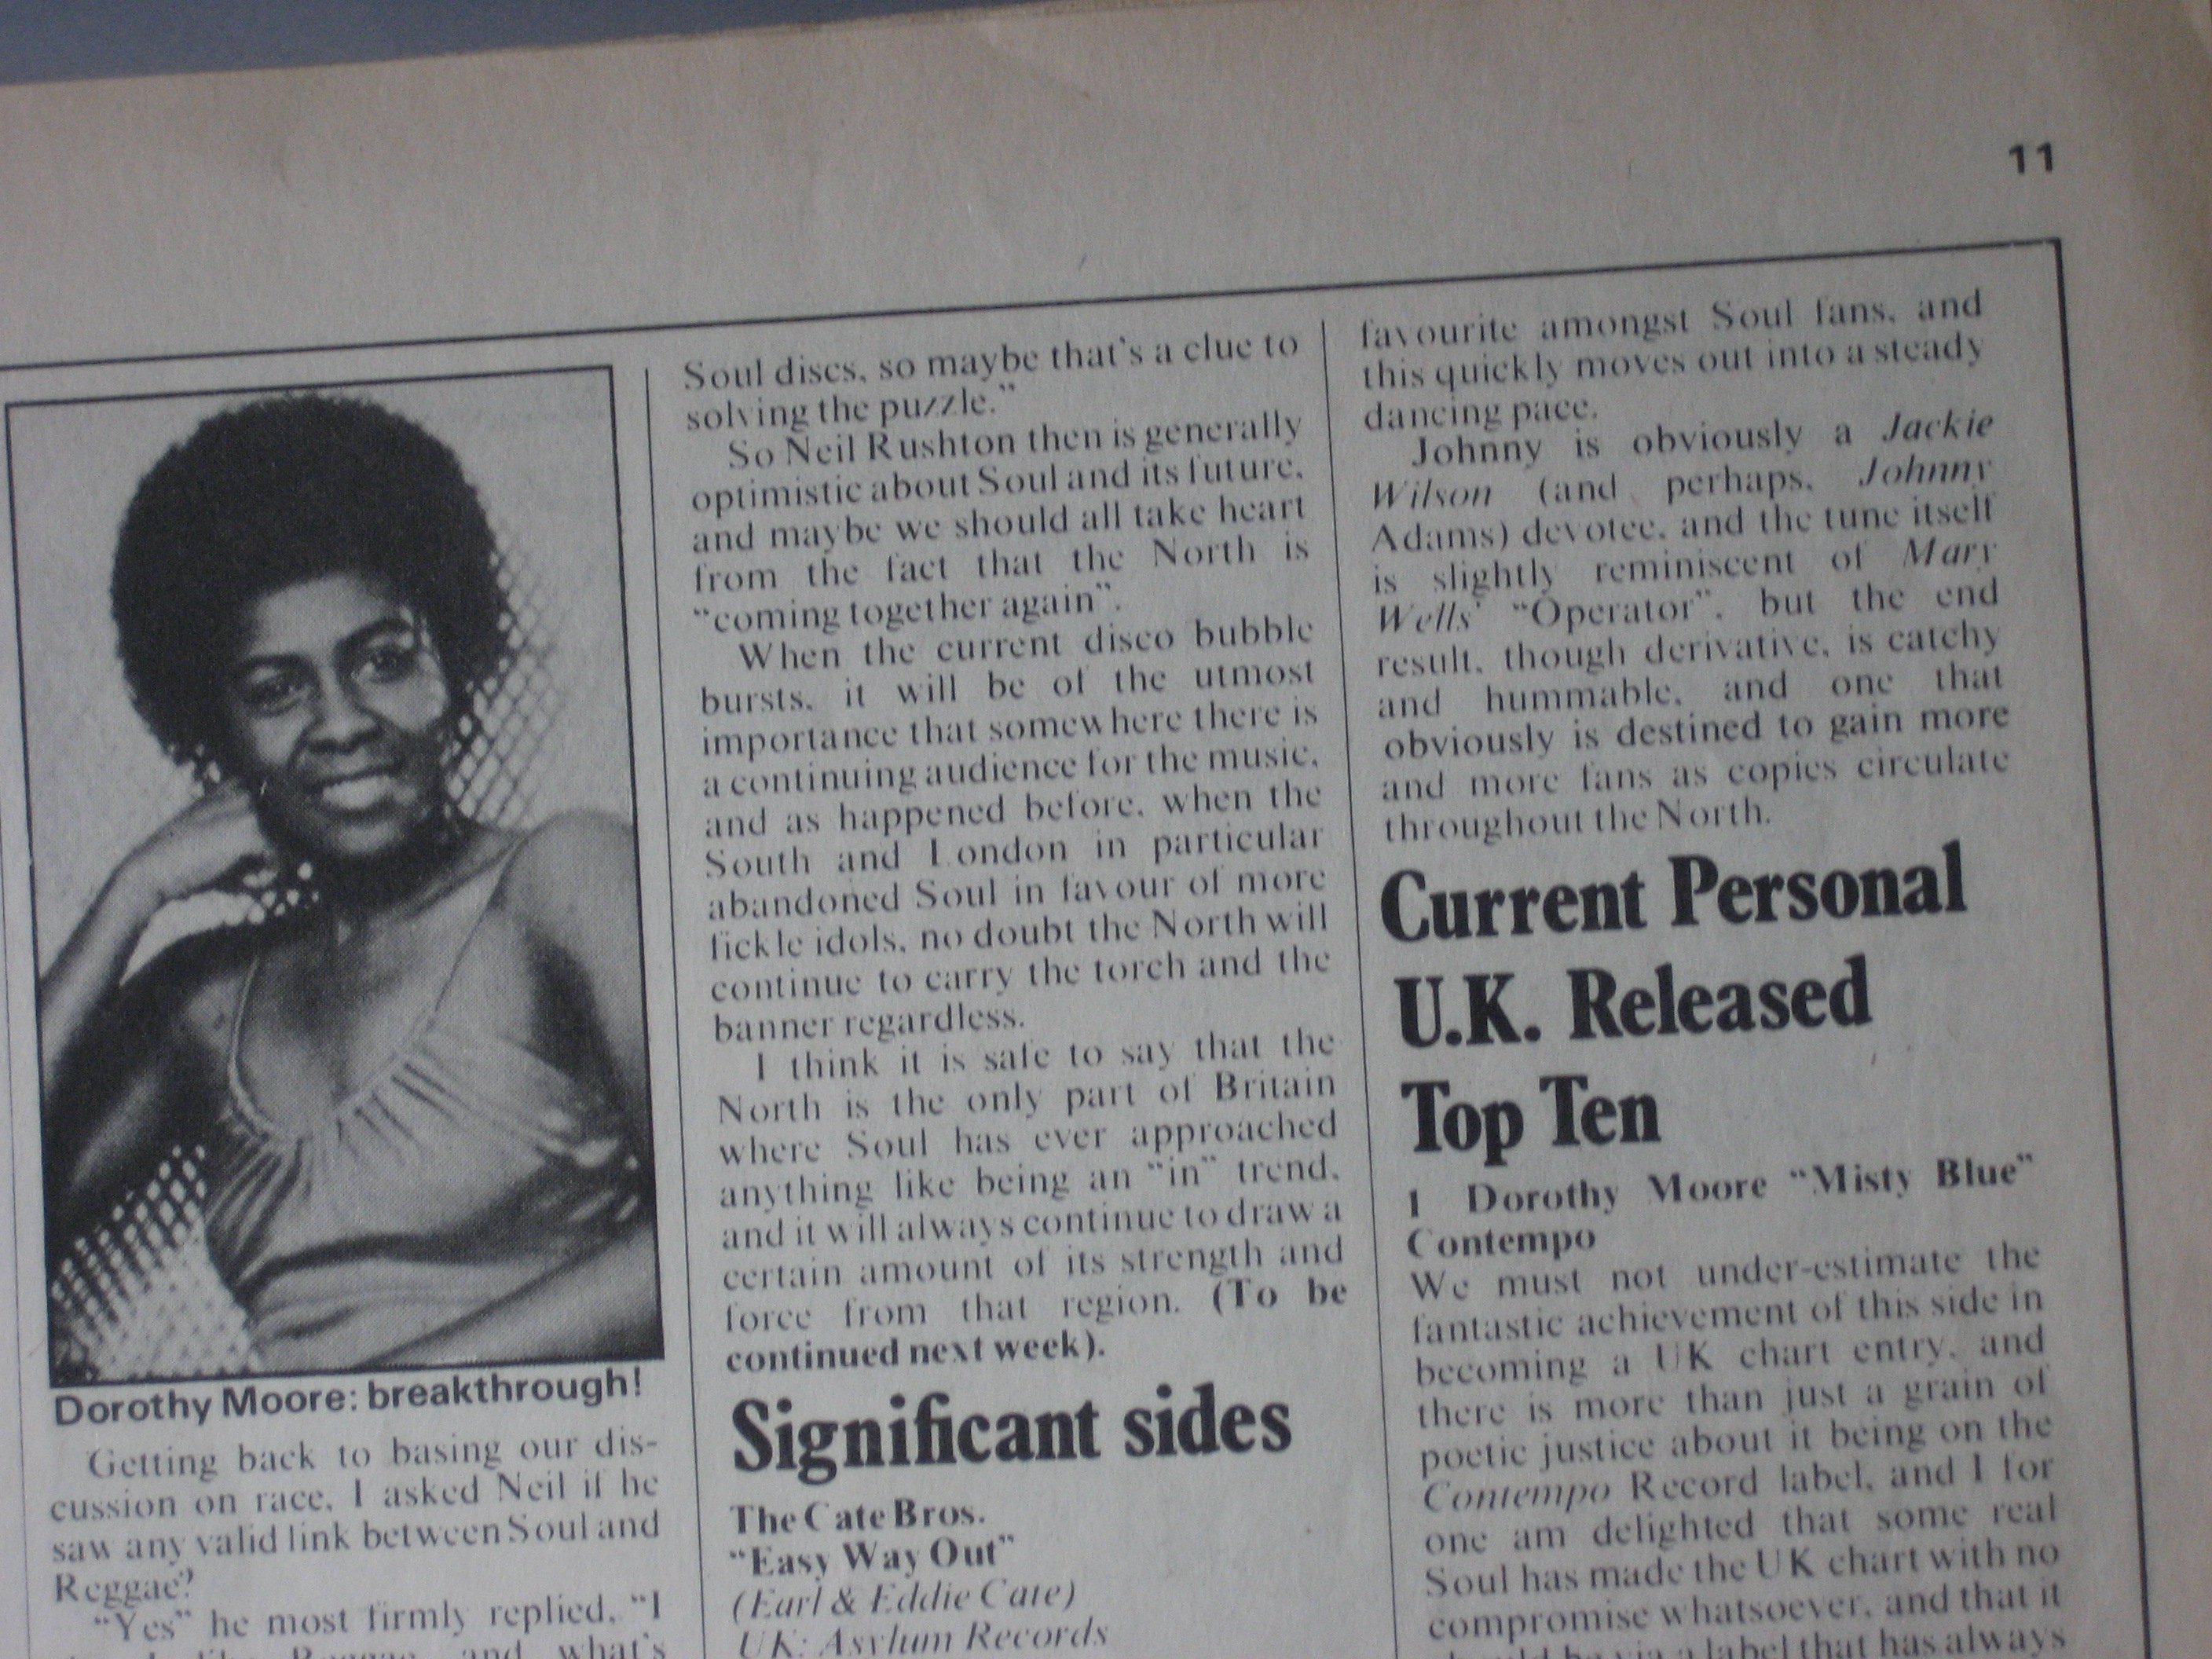 11
Dorothy Moore: breakthrough!
Getting back to basing our dis-
cussion on race, I asked Neil if he
saw any valid link between Soul and
Reggae?
"Yes" he most firmly replied, "I
Reggae, and what's
Soul discs, so maybe that's a clue to
solving the puzzle."
So Neil Rushton then is generally
optimistic about Soul and its future,
and maybe we should all take heart
from the fact that the North is
"coming together again".
When the current disco bubble
bursts, it will be of the utmost
importance that somewhere there is
a continuing audience for the music,
and as happened before, when the
South and London in particular
abandoned Soul in favour of more
fickle idols, no doubt the North will
continue to carry the torch and the
banner regardless.
I think it is safe to say that the
North is the only part of Britain
where Soul has ever approached
anything like being an "in" trend,
and it will always continue to draw a
certain amount of its strength and
force from that region. (To be
continued next week).
Significant sides
The Cate Bros.
"Easy Way Out"
(Earl & Eddie Cate)
UK: Asylum Records
favourite amongst Soul fans, and
this quickly moves out into a steady
dancing pace.
Johnny is obviously a Jackie
Wilson (and perhaps, Johnny
Adams) devotee, and the tune itself
is slightly reminiscent of Mary
Wells' "Operator", but the end
result, though derivative, is catchy
and hummable, and one that
obviously is destined to gain more
and more fans as copies circulate
throughout the North.
Current Personal
U.K. Released
Top Ten
1 Dorothy Moore "Misty Blue"
Contempo
We must not under-estimate the
fantastic achievement of this side in
becoming a UK chart entry, and
there is more than just a grain of
poetic justice about it being on the
Contempo Record label, and I for
one am delighted that some real
Soul has made the UK chart with no
compromise whatsoever, and that it
via a label that has always